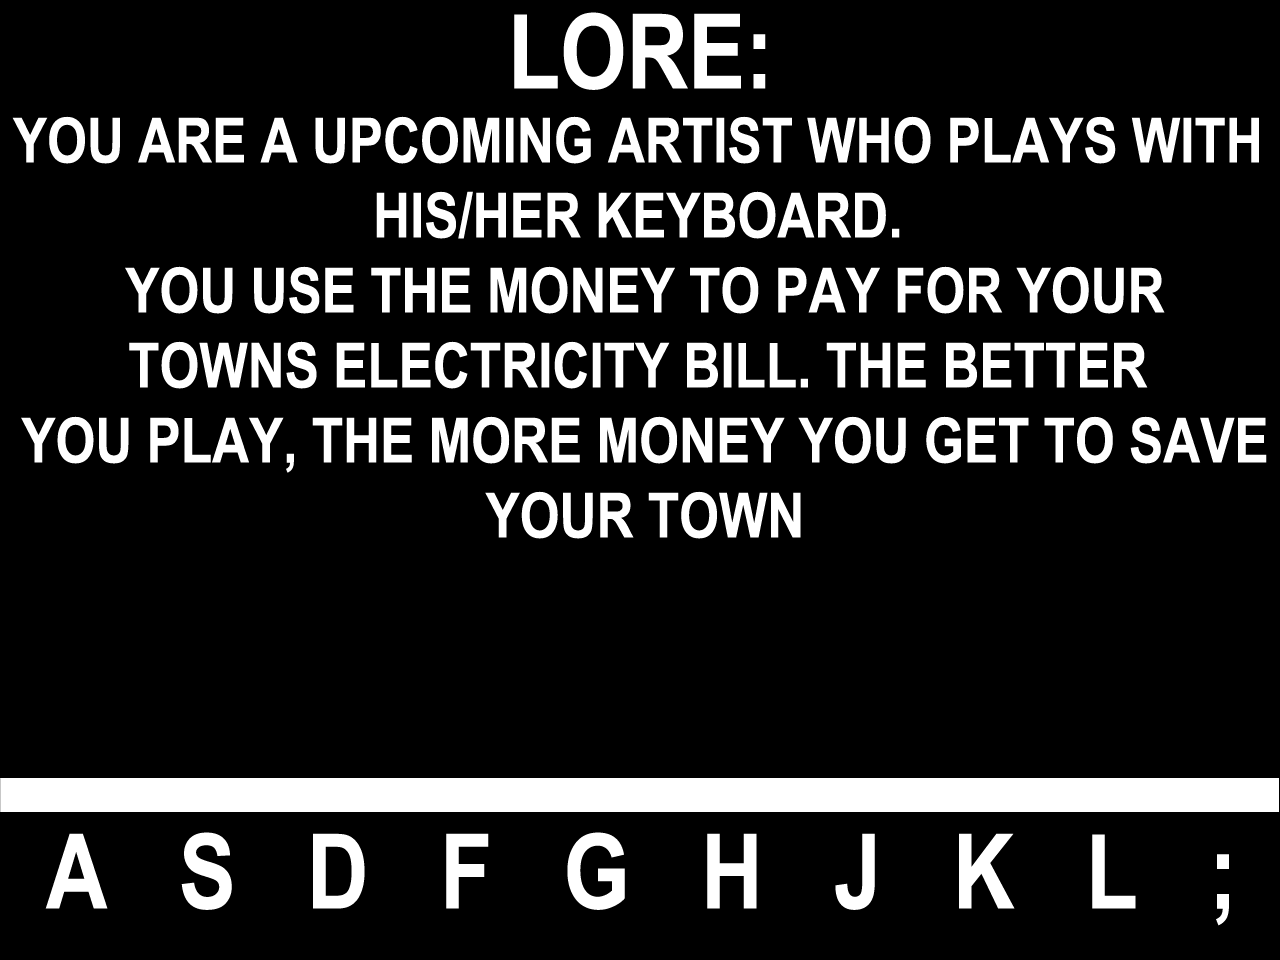 LORE:
YOU ARE A UPCOMING ARTIST WHO PLAYS WITH
HIS/HER KEYBOARD.
YOU USE THE MONEY TO PAY FOR YOUR
TOWNS ELECTRICITY BILL. THE BETTER
YOU PLAY, THE MORE MONEY YOU GET TO SAVE
YOUR TOWN
A S D F G H J K L ;